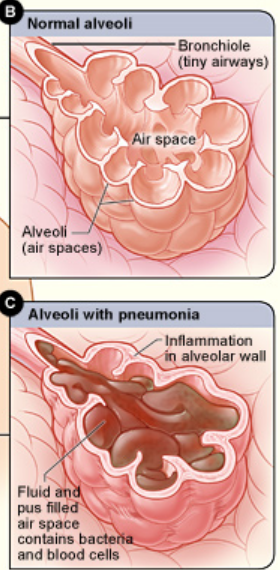 B
Normal alveoli
Bronchiole
(tiny airways)
Air space
Alveoli
(air spaces)
C
Alveoli with pneumonia
Inflammation
in alveolar wall
Fluid and
pus filled
air space
contains bacteria
and blood cells